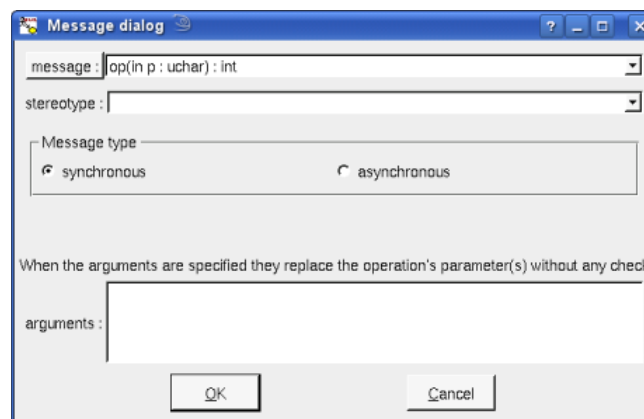 Message dialog
message : op(in p : uchar) : int
stereotype :
Message type
synchronous asynchronous
When the arguments are specified they replace the operation's parameter(s) without any check
arguments :
OK Cancel